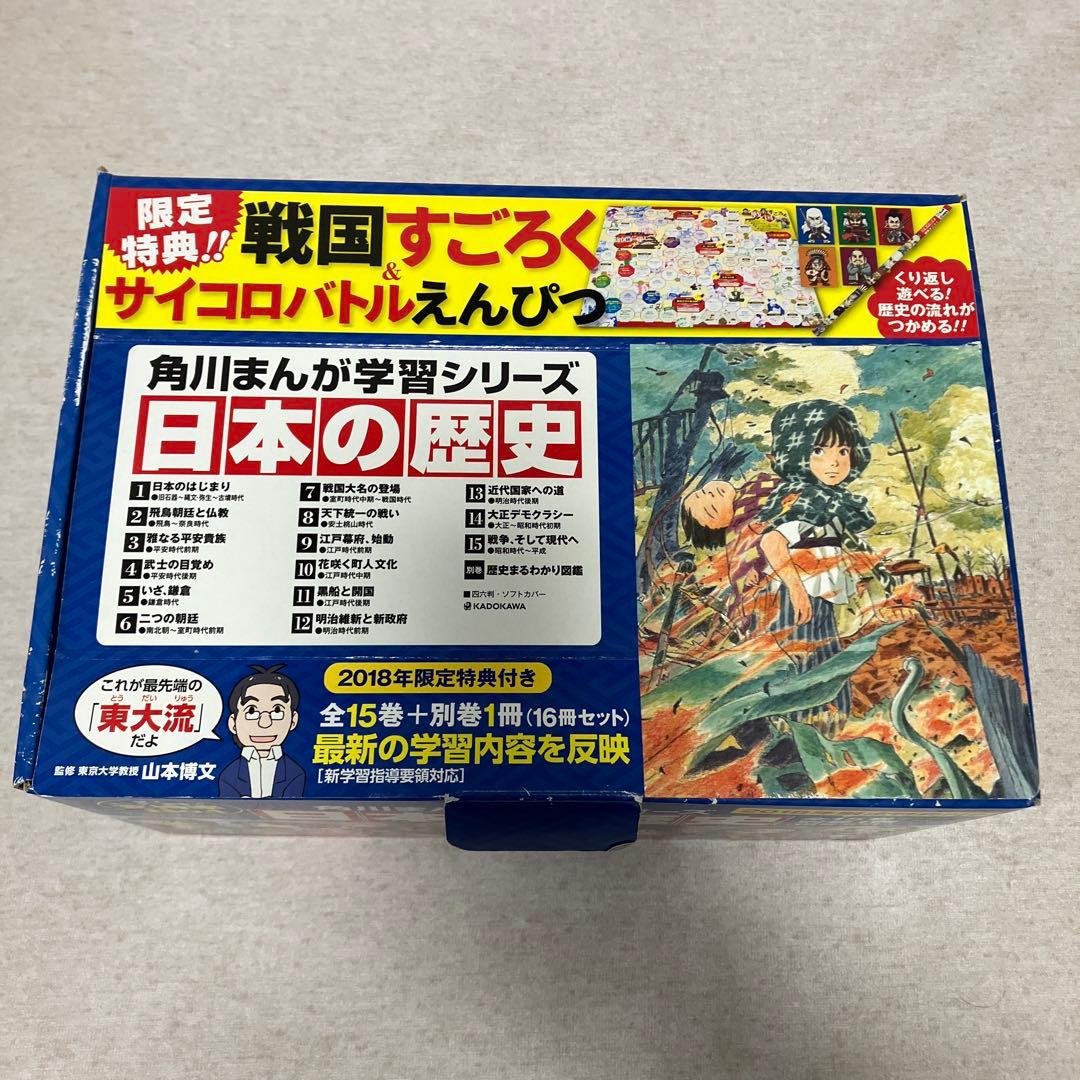 限定
特典!!
戦国すごろく
&
サイコロバトルえんぴつ
くり返し
遊べる!
歴史の流れが
つかめる!!
角川まんが学習シリーズ
日本の歴史
1 日本のはじまり
●旧石器～縄文・弥生～古墳時代
2 飛鳥朝廷と仏教
●飛鳥～奈良時代
3 雅なる平安貴族
●平安時代前期
4 武士の目覚め
●平安時代後期
5 いざ、鎌倉
●鎌倉時代
6 二つの朝廷
●南北朝～室町時代前期
7 戦国大名の登場
●室町時代中期～戦国時代
8 天下統一の戦い
●安土桃山時代
9 江戸幕府、始動
●江戸時代前期
10 花咲く町人文化
●江戸時代中期
11 黒船と開国
●江戸時代後期
12 明治維新と新政府
●明治時代前期
13 近代国家への道
●明治時代後期
14 大正デモクラシー
●大正～昭和時代初期
15 戦争、そして現代へ
●昭和時代～平成
別巻 歴史まるわかり図鑑
■四六判・ソフトカバー
KADOKAWA
これが最先端の
とう だい りゅう
「東大流」
だよ
監修 東京大学教授 山本博文
2018年限定特典付き
全15巻+別巻1冊(16冊セット)
最新の学習内容を反映
[新学習指導要領対応]